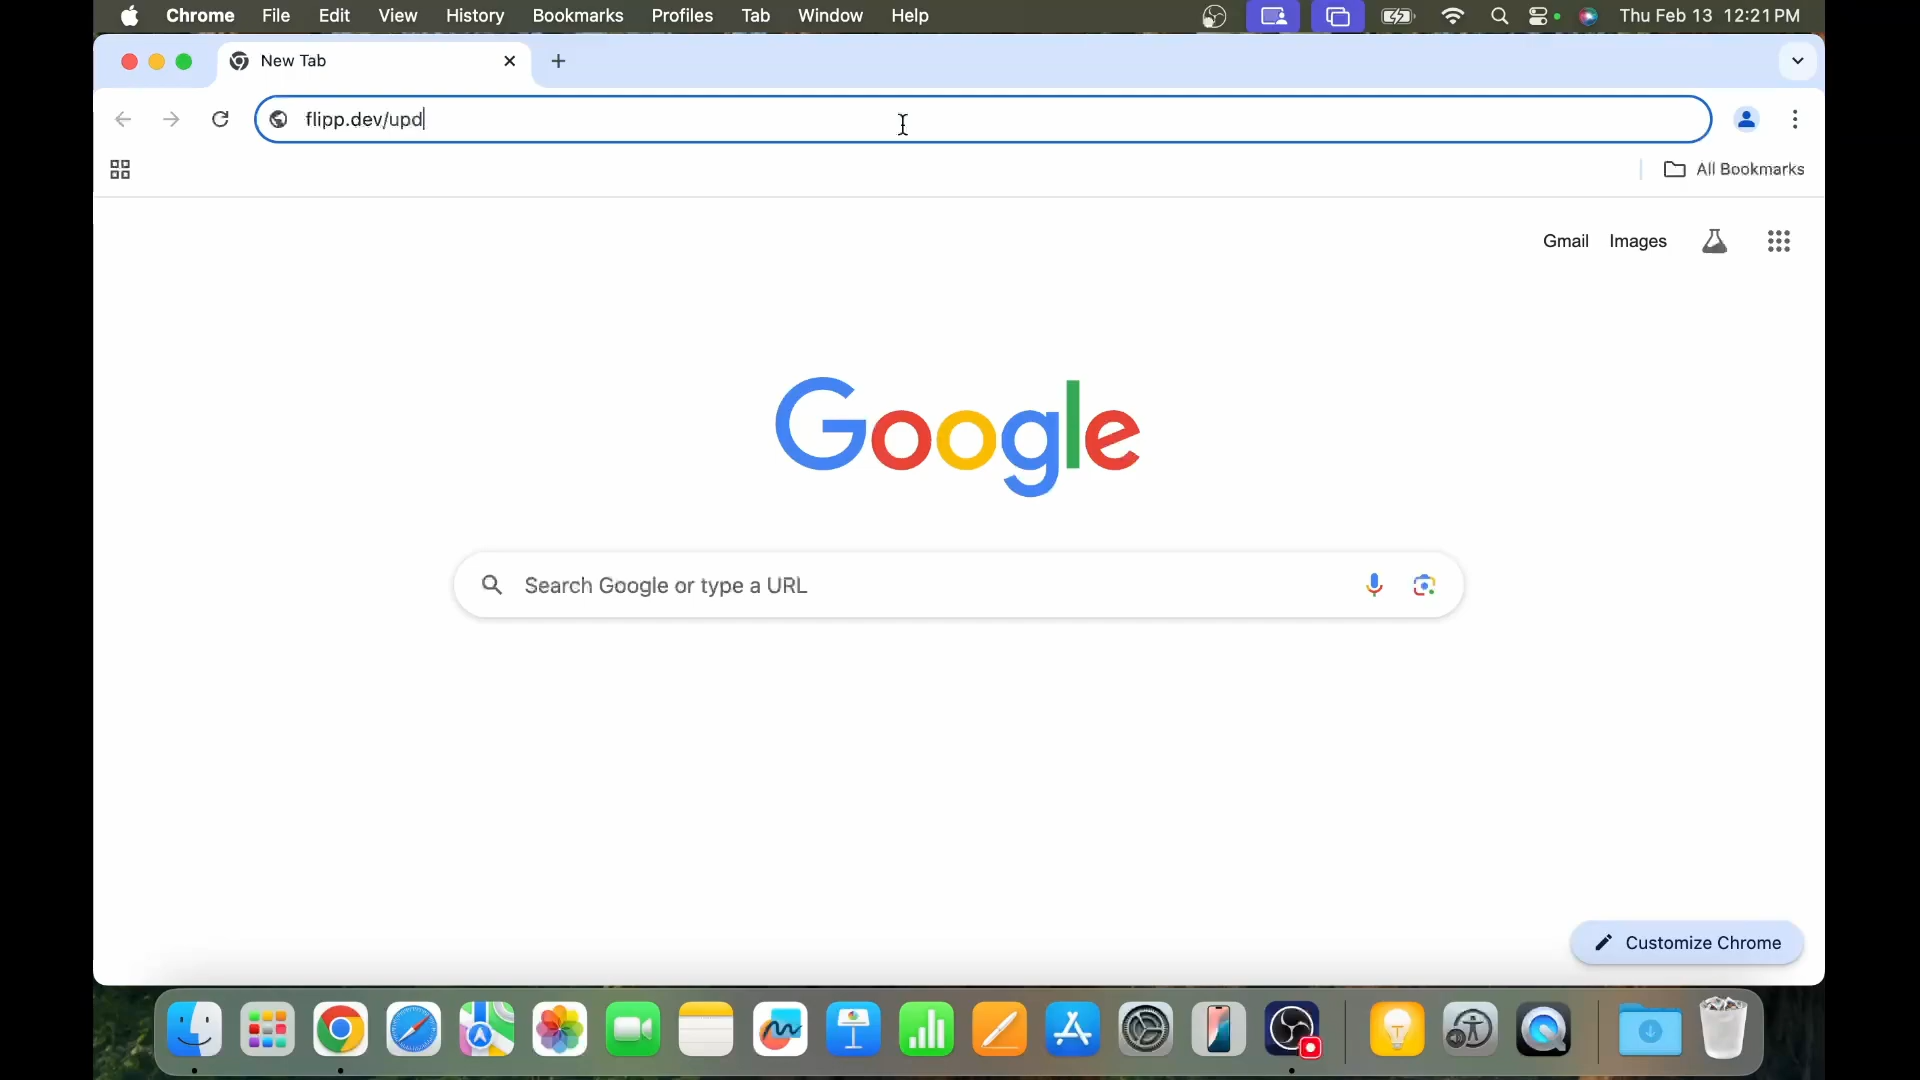 Chrome File Edit View History Bookmarks Profiles Tab Window Help Thu Feb 13 12:21 PM
New Tab
flipp.dev/upd
All Bookmarks
Gmail Images
Google
Search Google or type a URL
Customize Chrome